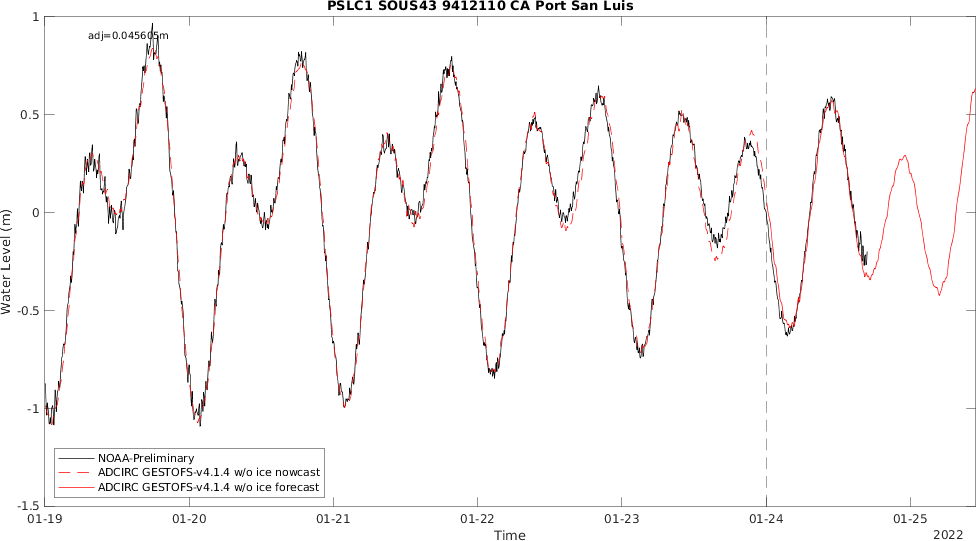 PSLC1 SOUS43 9412110 CA Port San Luis
adj=0.045605m
1
0.5
0
-0.5
-1
-1.5
Water Level (m)
NOAA-Preliminary
ADCIRC GESTOFS-v4.1.4 w/o ice nowcast
ADCIRC GESTOFS-v4.1.4 w/o ice forecast
01-19 01-20 01-21 01-22 01-23 01-24 01-25
Time
2022